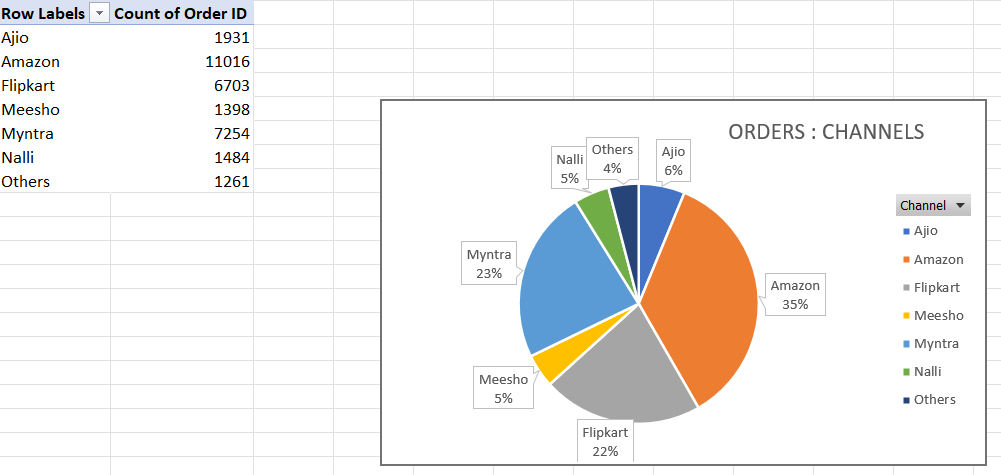 Row Labels Count of Order ID
Ajio 1931
Amazon 11016
Flipkart 6703
Meesho 1398
Myntra 7254
Nalli 1484
Others 1261
ORDERS : CHANNELS
Nalli
5%
Others
4%
Ajio
6%
Myntra
23%
Amazon
35%
Meesho
5%
Flipkart
22%
Channel
Ajio
Amazon
Flipkart
Meesho
Myntra
Nalli
Others